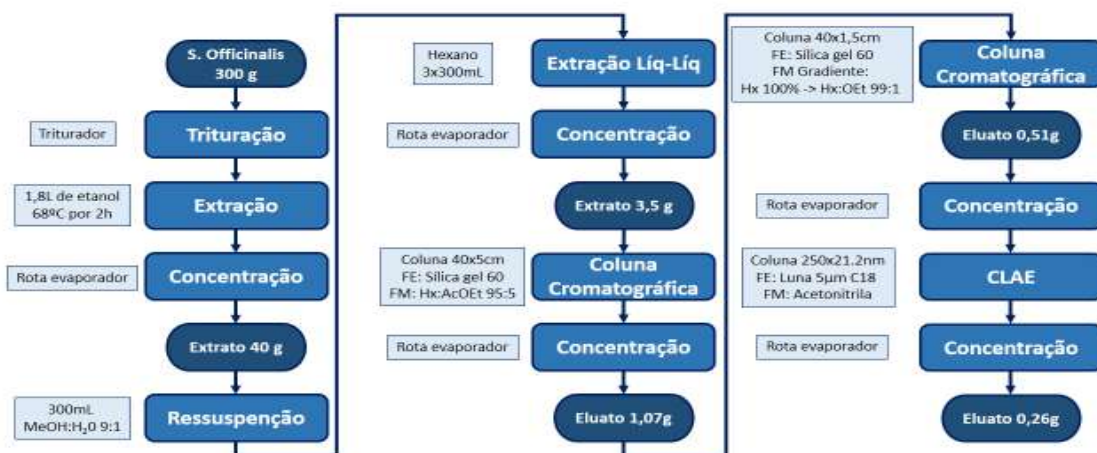 S. Officinalis
300 g
Triturador
Trituração
1,8L de etanol
68ºC por 2h
Extração
Rota evaporador
Concentração
Extrato 40 g
300mL
MeOH:H₂0 9:1
Ressuspenção
Hexano
3x300mL
Extração Líq-Líq
Rota evaporador
Concentração
Extrato 3,5 g
Coluna 40x5cm
FE: Sílica gel 60
FM: Hx:AcOEt 95:5
Coluna
Cromatográfica
Rota evaporador
Concentração
Eluato 1,07g
Coluna 40x1,5cm
FE: Sílica gel 60
FM Gradiente:
Hx 100% -> Hx:OEt 99:1
Coluna
Cromatográfica
Eluato 0,51g
Rota evaporador
Concentração
Coluna 250x21.2nm
FE: Luna 5µm C18
FM: Acetonitrila
CLAE
Rota evaporador
Concentração
Eluato 0,26g